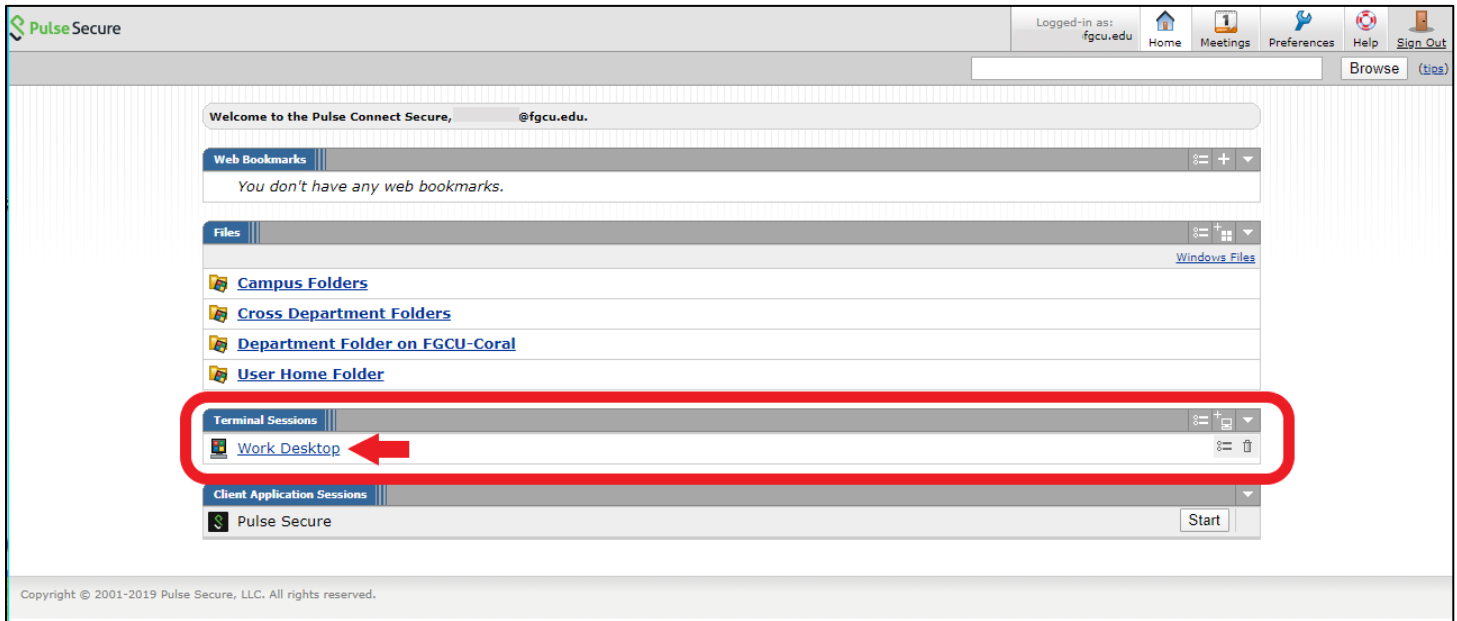 Pulse Secure
Logged-in as:
fgcu.edu
Home
Meetings
Preferences
Help
Sign Out
Browse
(tips)
Welcome to the Pulse Connect Secure, @fgcu.edu.
Web Bookmarks
You don't have any web bookmarks.
Files
Windows Files
Campus Folders
Cross Department Folders
Department Folder on FGCU-Coral
User Home Folder
Terminal Sessions
Work Desktop
Client Application Sessions
Pulse Secure
Start
Copyright © 2001-2019 Pulse Secure, LLC. All rights reserved.